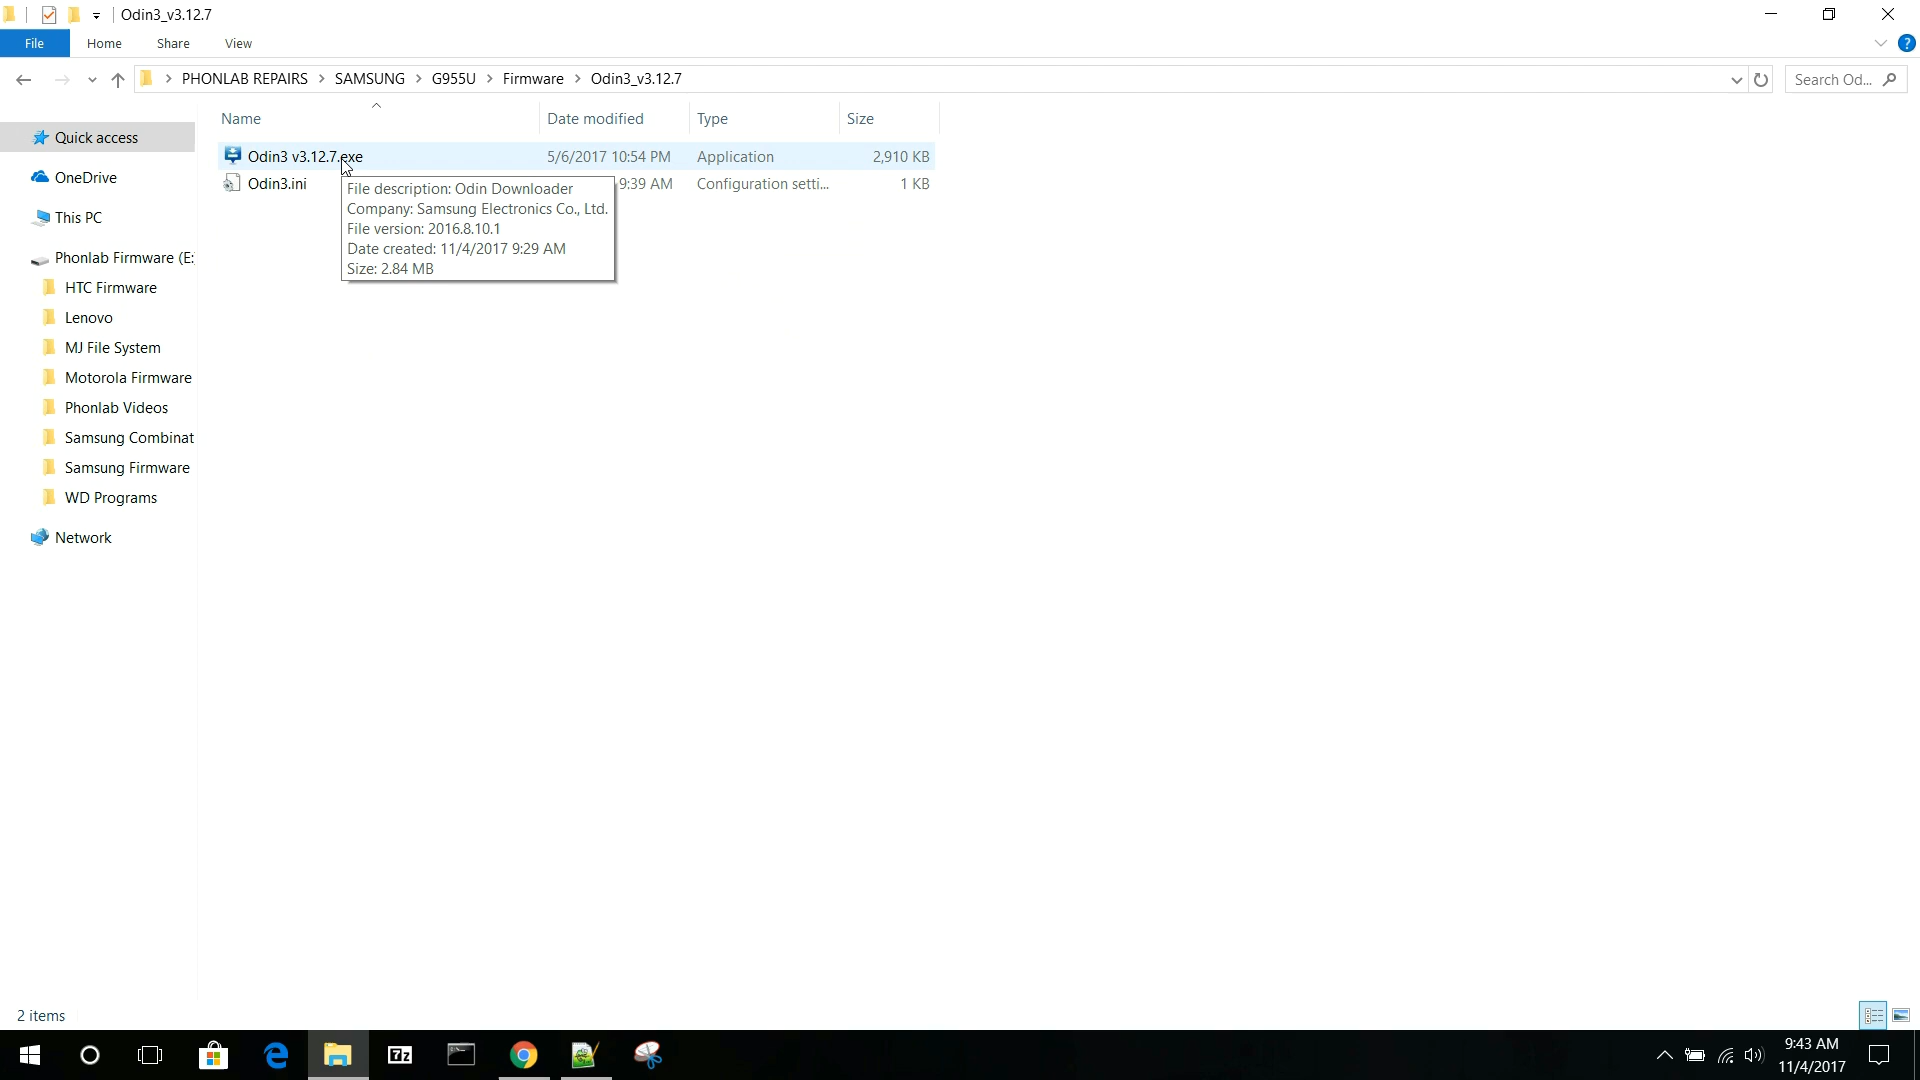 Odin3_v3.12.7
File Home Share View
PHONLAB REPAIRS SAMSUNG G955U Firmware Odin3_v3.12.7
Search Od...
Name Date modified Type Size
Quick access
OneDrive
This PC
Phonlab Firmware (E:
HTC Firmware
Lenovo
MJ File System
Motorola Firmware
Phonlab Videos
Samsung Combinat
Samsung Firmware
WD Programs
Network
Odin3 v3.12.7.exe 5/6/2017 10:54 PM Application 2,910 KB
Odin3.ini 9:39 AM Configuration setti... 1 KB
File description: Odin Downloader
Company: Samsung Electronics Co., Ltd.
File version: 2016.8.10.1
Date created: 11/4/2017 9:29 AM
Size: 2.84 MB
2 items
7z
9:43 AM
11/4/2017